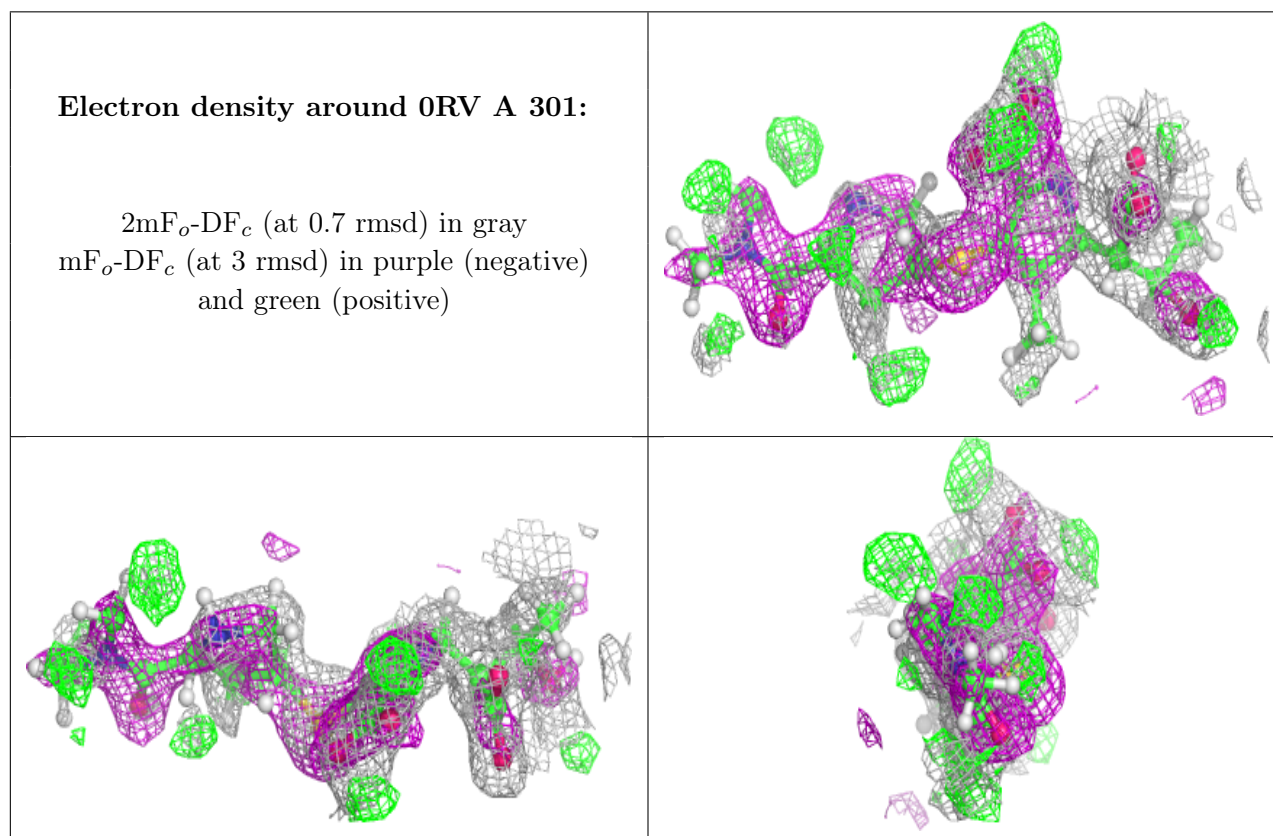 Electron density around 0RV A 301:
2mFo-DFc (at 0.7 rmsd) in gray
mFo-DFc (at 3 rmsd) in purple (negative)
and green (positive)